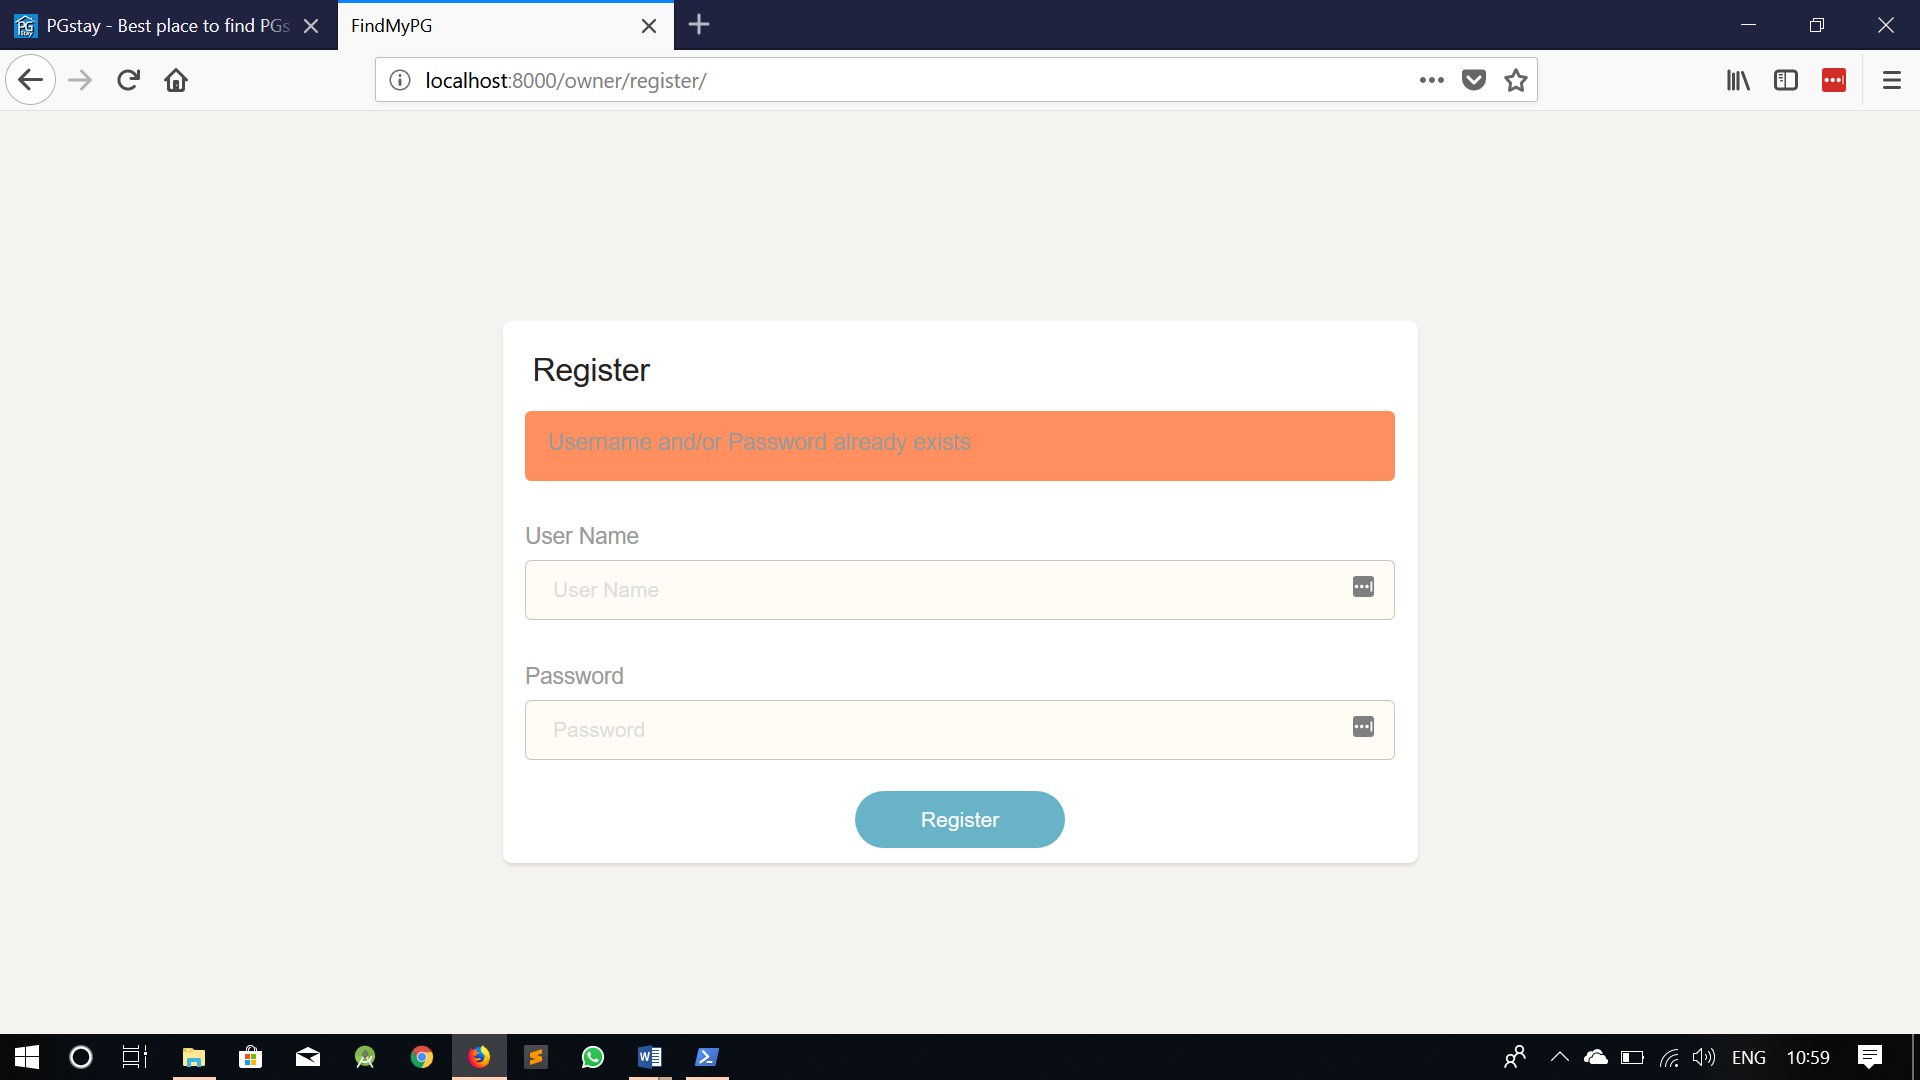 PGstay - Best place to find PGs
FindMyPG
localhost:8000/owner/register/
Register
Username and/or Password already exists
User Name
User Name
Password
Password
Register
ENG
10:59